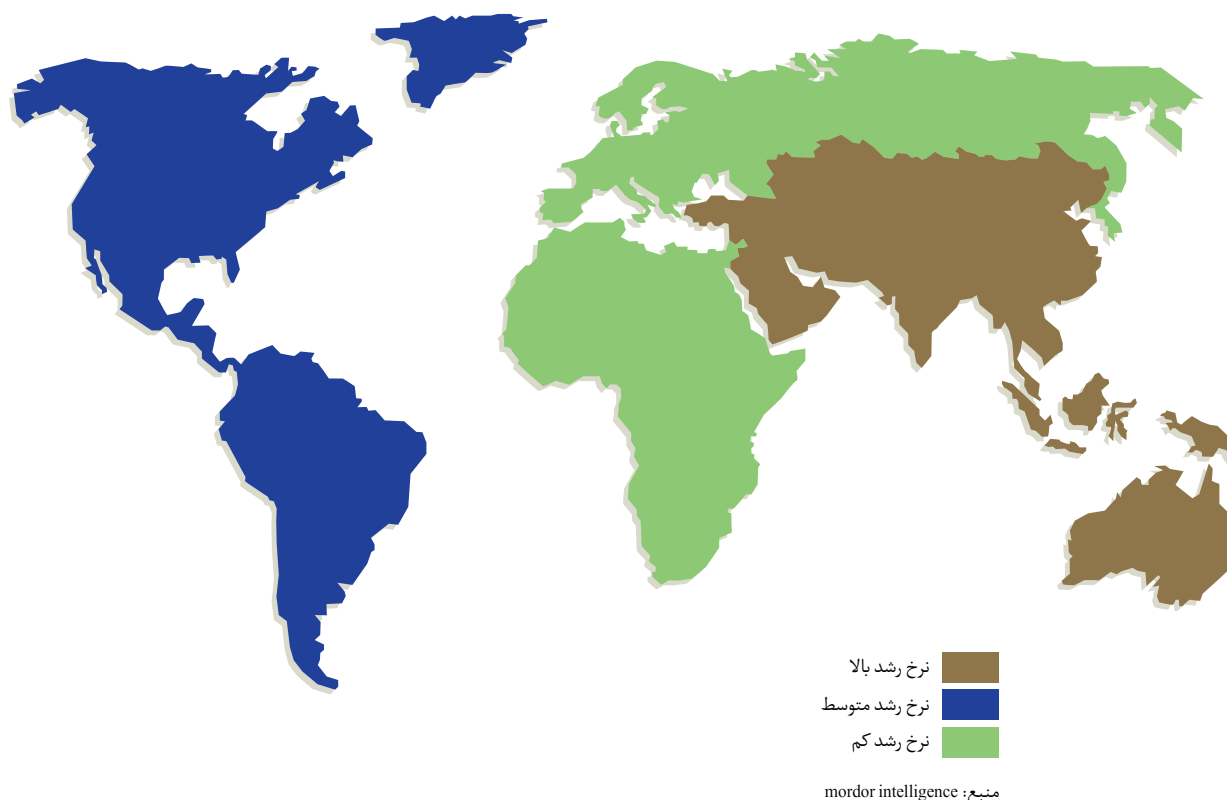 نرخ رشد بالا
نرخ رشد متوسط
نرخ رشد کم
منبع: mordor intelligence